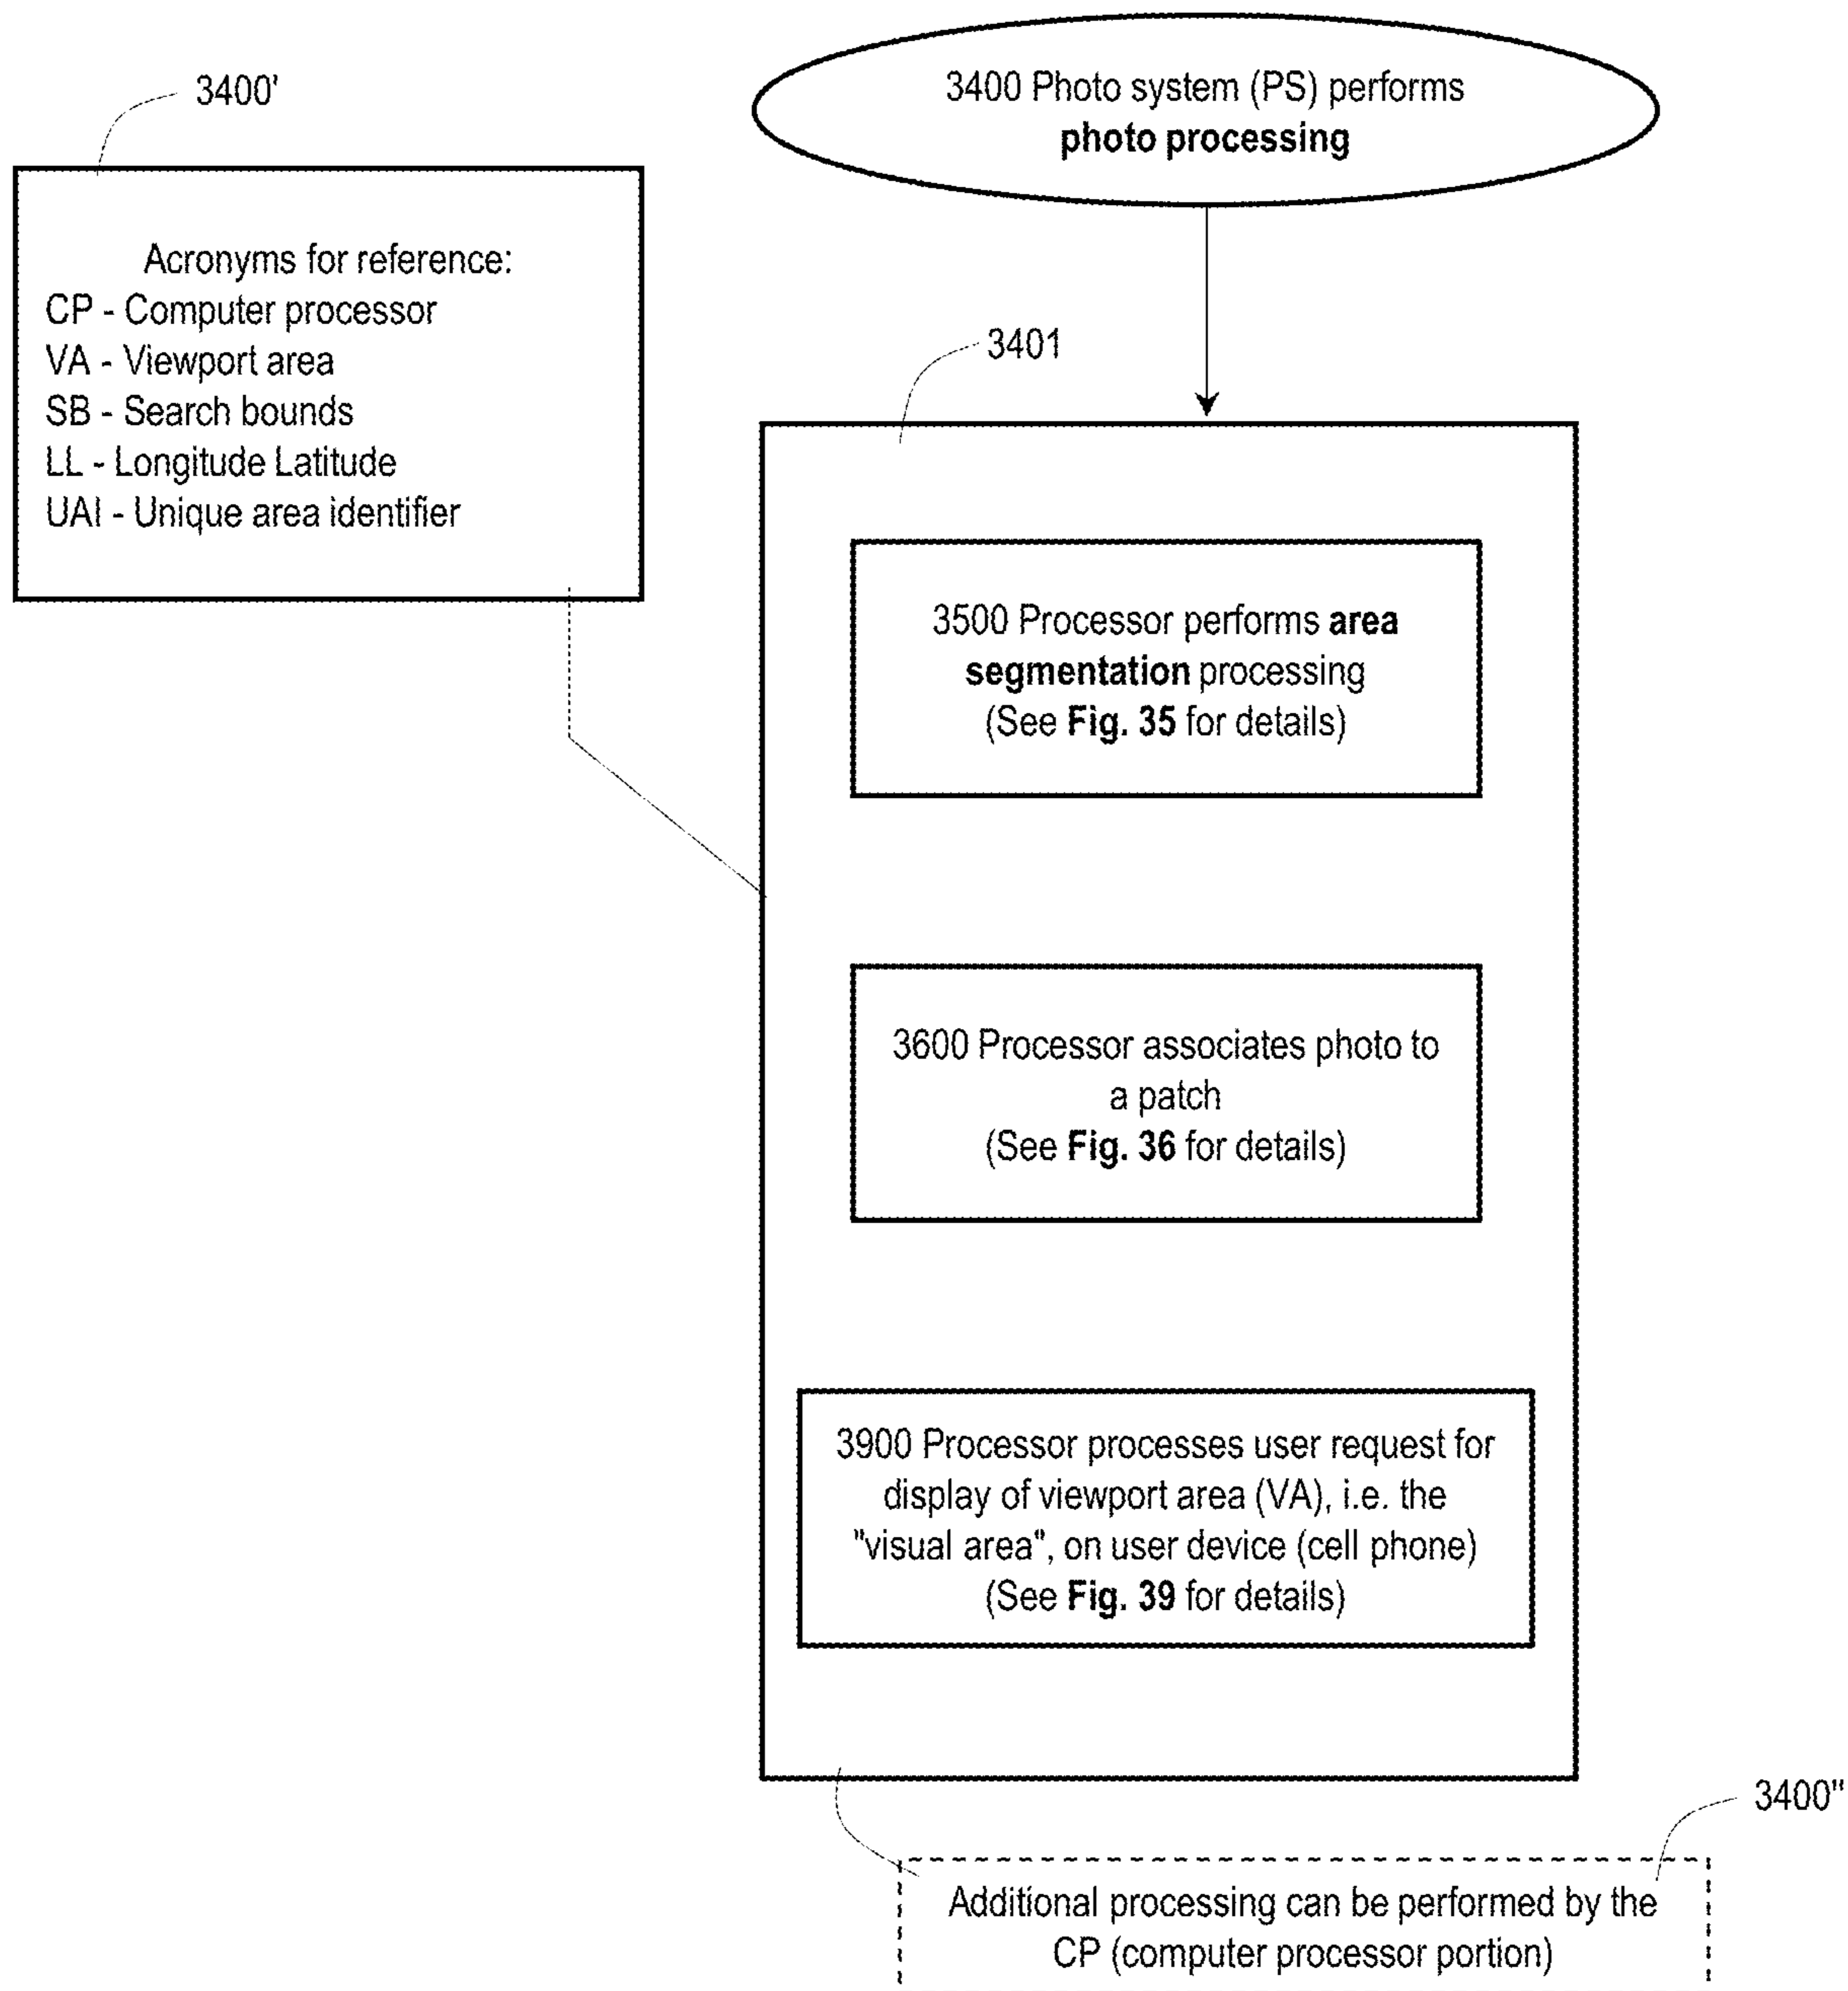 3400 Photo system (PS) performs
photo processing
3400'
Acronyms for reference:
CP - Computer processor
VA - Viewport area
SB - Search bounds
LL - Longitude Latitude
UAI - Unique area identifier
3401
3500 Processor performs area
segmentation processing
(See Fig. 35 for details)
3600 Processor associates photo to
a patch
(See Fig. 36 for details)
3900 Processor processes user request for
display of viewport area (VA), i.e. the
"visual area", on user device (cell phone)
(See Fig. 39 for details)
3400"
Additional processing can be performed by the
CP (computer processor portion)